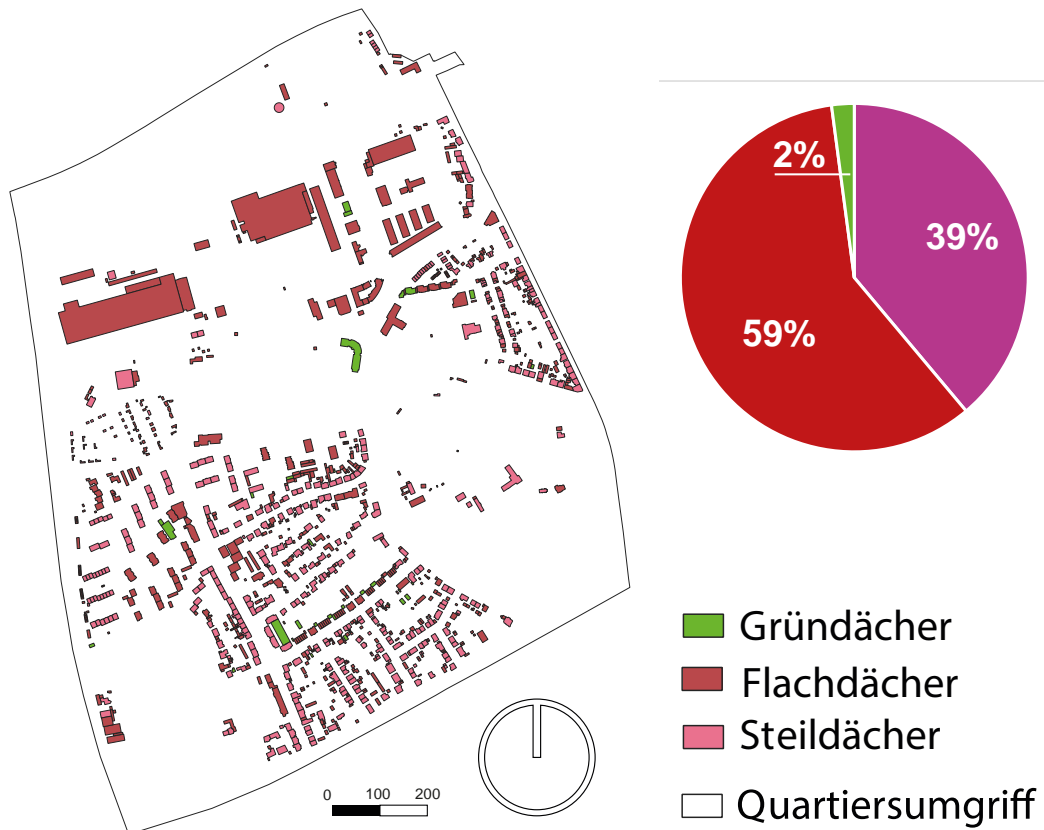 2%
39%
59%
Gründächer
Flachdächer
Steildächer
Quartiersumgriff
0 100 200